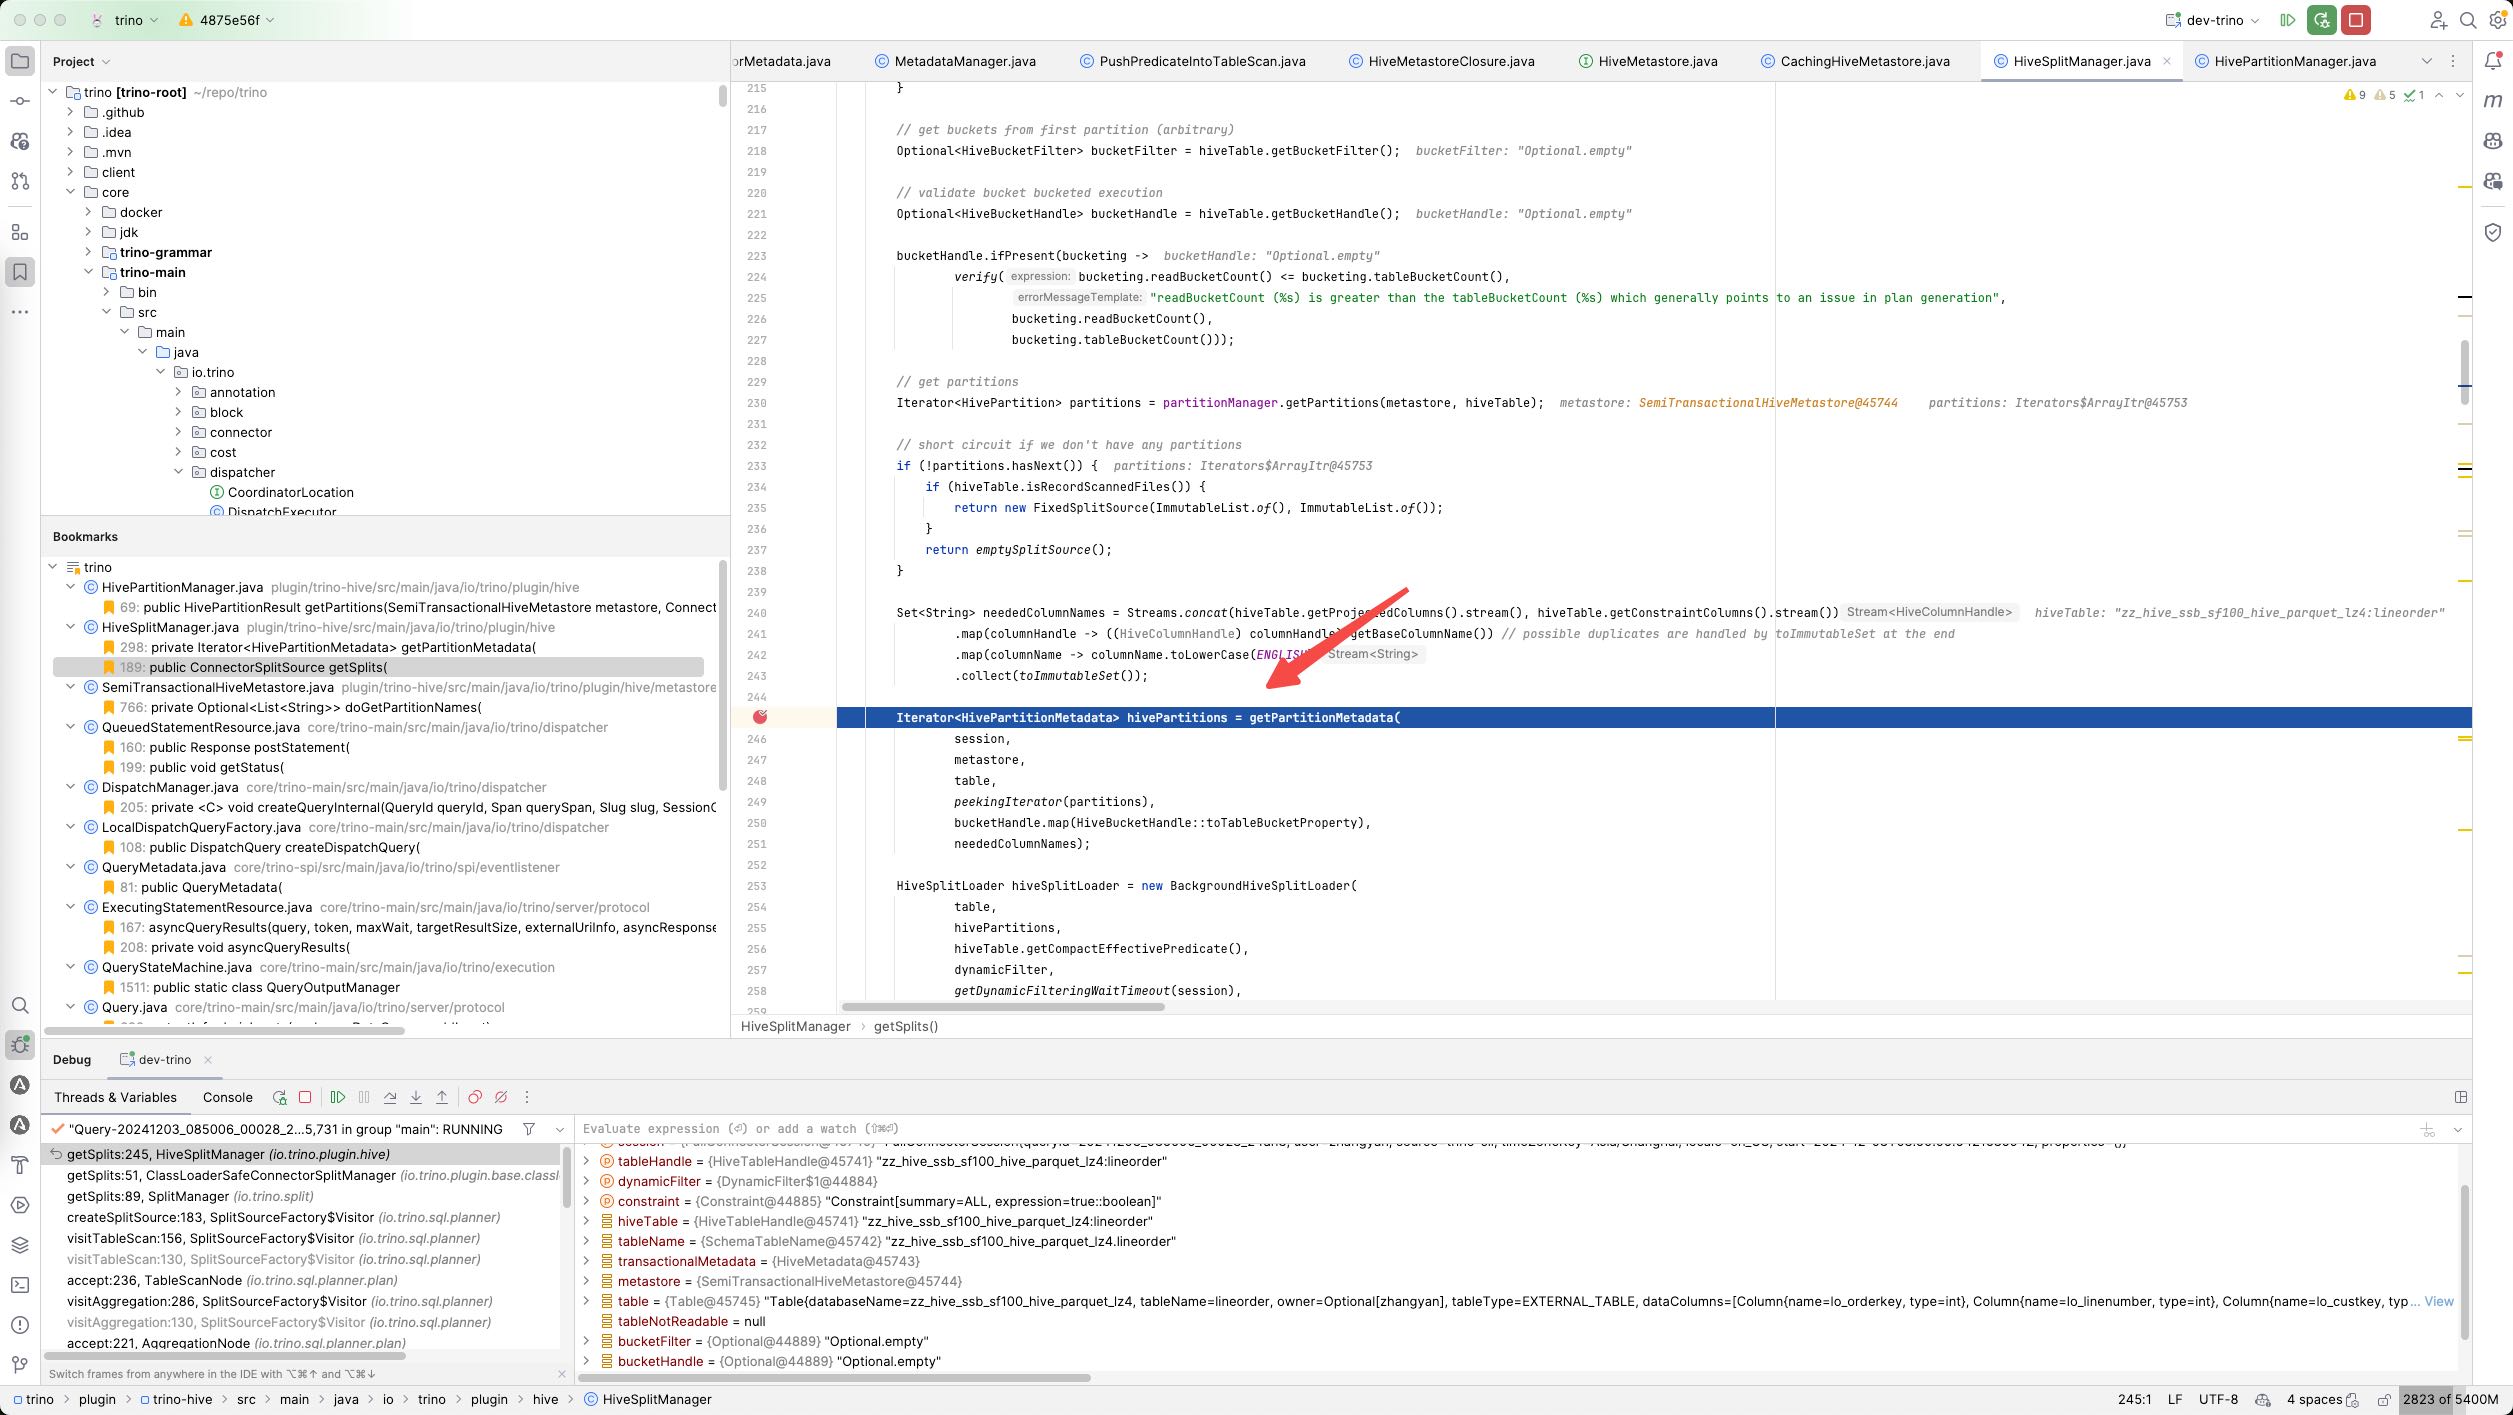 trino
4875e56f
dev-trino
Project
orMetadata.java
MetadataManager.java
PushPredicateIntoTableScan.java
HiveMetastoreClosure.java
HiveMetastore.java
CachingHiveMetastore.java
HiveSplitManager.java
HivePartitionManager.java
trino [trino-root] ~/repo/trino
.github
.idea
.mvn
client
core
docker
jdk
trino-grammar
trino-main
bin
src
main
java
io.trino
annotation
block
connector
cost
dispatcher
CoordinatorLocation
DispatchExecutor
Bookmarks
trino
HivePartitionManager.java plugin/trino-hive/src/main/java/io/trino/plugin/hive
69: public HivePartitionResult getPartitions(SemiTransactionalHiveMetastore metastore, Connect
HiveSplitManager.java plugin/trino-hive/src/main/java/io/trino/plugin/hive
298: private Iterator<HivePartitionMetadata> getPartitionMetadata(
189: public ConnectorSplitSource getSplits(
SemiTransactionalHiveMetastore.java plugin/trino-hive/src/main/java/io/trino/plugin/hive/metastore
766: private Optional<List<String>> doGetPartitionNames(
QueuedStatementResource.java core/trino-main/src/main/java/io/trino/dispatcher
160: public Response postStatement(
199: public void getStatus(
DispatchManager.java core/trino-main/src/main/java/io/trino/dispatcher
205: private <C> void createQueryInternal(QueryId queryId, Span querySpan, Slug slug, SessionC
LocalDispatchQueryFactory.java core/trino-main/src/main/java/io/trino/dispatcher
108: public DispatchQuery createDispatchQuery(
QueryMetadata.java core/trino-spi/src/main/java/io/trino/spi/eventlistener
81: public QueryMetadata(
ExecutingStatementResource.java core/trino-main/src/main/java/io/trino/server/protocol
167: asyncQueryResults(query, token, maxWait, targetResultSize, externalUriInfo, asyncResponse
208: private void asyncQueryResults(
QueryStateMachine.java core/trino-main/src/main/java/io/trino/execution
1511: public static class QueryOutputManager
Query.java core/trino-main/src/main/java/io/trino/server/protocol
9 5 1
215 }
216
217 // get buckets from first partition (arbitrary)
218 Optional<HiveBucketFilter> bucketFilter = hiveTable.getBucketFilter(); bucketFilter: "Optional.empty"
219
220 // validate bucket bucketed execution
221 Optional<HiveBucketHandle> bucketHandle = hiveTable.getBucketHandle(); bucketHandle: "Optional.empty"
222
223 bucketHandle.ifPresent(bucketing -> bucketHandle: "Optional.empty"
224 verify( expression: bucketing.readBucketCount() <= bucketing.tableBucketCount(),
225 errorMessageTemplate: "readBucketCount (%s) is greater than the tableBucketCount (%s) which generally points to an issue in plan generation",
226 bucketing.readBucketCount(),
227 bucketing.tableBucketCount()));
228
229 // get partitions
230 Iterator<HivePartition> partitions = partitionManager.getPartitions(metastore, hiveTable); metastore: SemiTransactionalHiveMetastore@45744 partitions: Iterators$ArrayItr@45753
231
232 // short circuit if we don't have any partitions
233 if (!partitions.hasNext()) { partitions: Iterators$ArrayItr@45753
234 if (hiveTable.isRecordScannedFiles()) {
235 return new FixedSplitSource(ImmutableList.of(), ImmutableList.of());
236 }
237 return emptySplitSource();
238 }
239
240 Set<String> neededColumnNames = Streams.concat(hiveTable.getProjectedColumns().stream(), hiveTable.getConstraintColumns().stream()) Stream<HiveColumnHandle> hiveTable: "zz_hive_ssb_sf100_hive_parquet_lz4:lineorder"
241 .map(columnHandle -> ((HiveColumnHandle) columnHandle).getBaseColumnName()) // possible duplicates are handled by toImmutableSet at the end
242 .map(columnName -> columnName.toLowerCase(ENGLISH Stream<String>
243 .collect(toImmutableSet());
244
Iterator<HivePartitionMetadata> hivePartitions = getPartitionMetadata(
246 session,
247 metastore,
248 table,
249 peekingIterator(partitions),
250 bucketHandle.map(HiveBucketHandle::toTableBucketProperty),
251 neededColumnNames);
252
253 HiveSplitLoader hiveSplitLoader = new BackgroundHiveSplitLoader(
254 table,
255 hivePartitions,
256 hiveTable.getCompactEffectivePredicate(),
257 dynamicFilter,
258 getDynamicFilteringWaitTimeout(session),
259
HiveSplitManager > getSplits()
Debug
dev-trino
Threads & Variables
Console
"Query-20241203_085006_00028_2...5,731 in group "main": RUNNING
getSplits:245, HiveSplitManager (io.trino.plugin.hive)
getSplits:51, ClassLoaderSafeConnectorSplitManager (io.trino.plugin.base.classl
getSplits:89, SplitManager (io.trino.split)
createSplitSource:183, SplitSourceFactory$Visitor (io.trino.sql.planner)
visitTableScan:156, SplitSourceFactory$Visitor (io.trino.sql.planner)
visitTableScan:130, SplitSourceFactory$Visitor (io.trino.sql.planner)
accept:236, TableScanNode (io.trino.sql.planner.plan)
visitAggregation:286, SplitSourceFactory$Visitor (io.trino.sql.planner)
visitAggregation:130, SplitSourceFactory$Visitor (io.trino.sql.planner)
accept:221, AggregationNode (io.trino.sql.planner.plan)
Switch frames from anywhere in the IDE with ⌥⌘↑ and ⌥⌘↓
Evaluate expression (⏎) or add a watch (⇧⌘⏎)
tableHandle = {HiveTableHandle@45741} "zz_hive_ssb_sf100_hive_parquet_lz4:lineorder"
dynamicFilter = {DynamicFilter$1@44884}
constraint = {Constraint@44885} "Constraint[summary=ALL, expression=true::boolean]"
hiveTable = {HiveTableHandle@45741} "zz_hive_ssb_sf100_hive_parquet_lz4:lineorder"
tableName = {SchemaTableName@45742} "zz_hive_ssb_sf100_hive_parquet_lz4.lineorder"
transactionalMetadata = {HiveMetadata@45743}
metastore = {SemiTransactionalHiveMetastore@45744}
table = {Table@45745} "Table{databaseName=zz_hive_ssb_sf100_hive_parquet_lz4, tableName=lineorder, owner=Optional[zhangyan], tableType=EXTERNAL_TABLE, dataColumns=[Column{name=lo_orderkey, type=int}, Column{name=lo_linenumber, type=int}, Column{name=lo_custkey, typ... View
tableNotReadable = null
bucketFilter = {Optional@44889} "Optional.empty"
bucketHandle = {Optional@44889} "Optional.empty"
trino > plugin > trino-hive > src > main > java > io > trino > plugin > hive > HiveSplitManager
245:1 LF UTF-8 4 spaces 2823 of 5400M